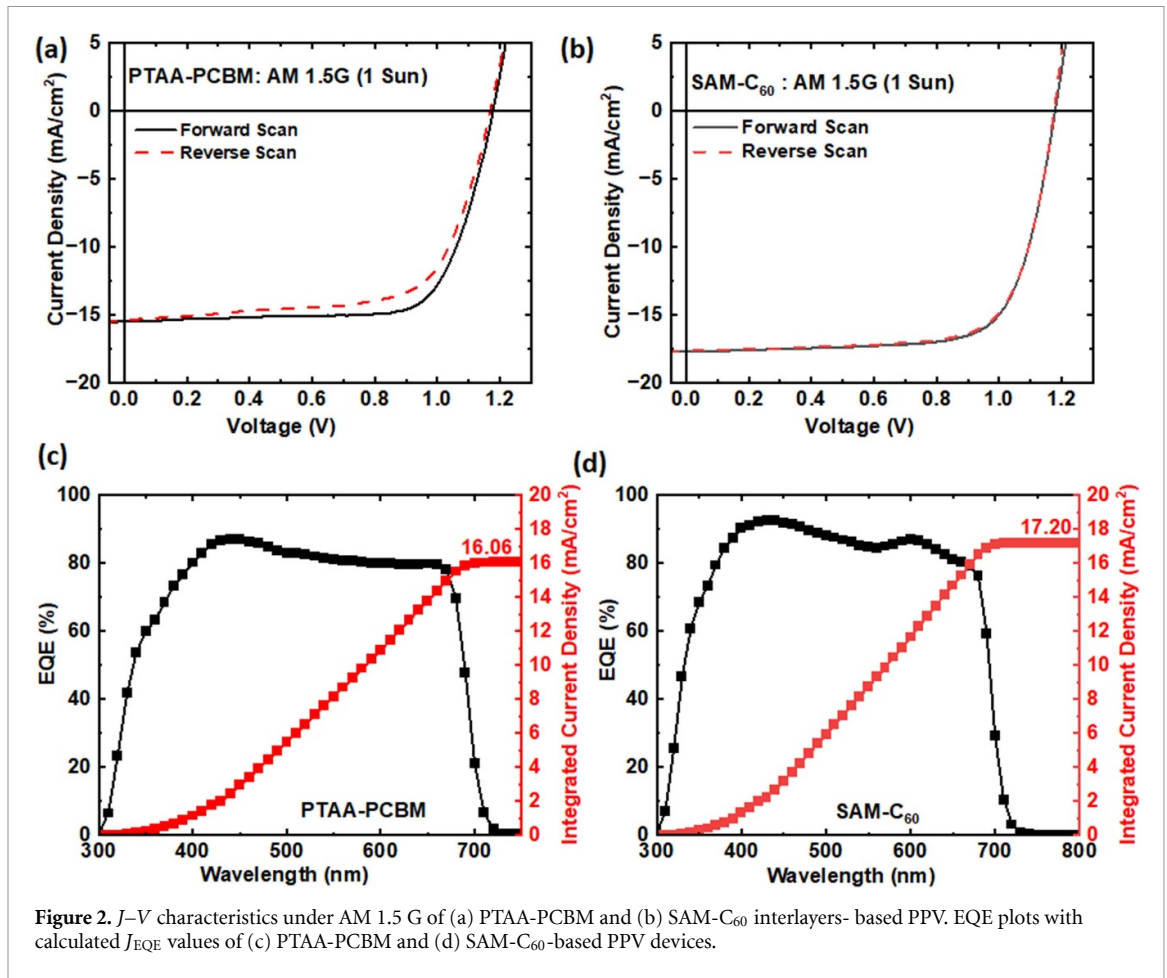 (a)
5
0
−5
−10
−15
−20
Current Density (mA/cm²)
PTAA-PCBM: AM 1.5G (1 Sun)
Forward Scan
Reverse Scan
0.0 0.2 0.4 0.6 0.8 1.0 1.2
Voltage (V)
(b)
5
0
−5
−10
−15
−20
Current Density (mA/cm²)
SAM-C₆₀ : AM 1.5G (1 Sun)
Forward Scan
Reverse Scan
0.0 0.2 0.4 0.6 0.8 1.0 1.2
Voltage (V)
(c)
100
80
60
40
20
0
EQE (%)
16.06
PTAA-PCBM
20
18
16
14
12
10
8
6
4
2
0
Integrated Current Density (mA/cm²)
300 400 500 600 700
Wavelength (nm)
(d)
100
80
60
40
20
0
EQE (%)
17.20
SAM-C₆₀
20
18
16
14
12
10
8
6
4
2
0
Integrated Current Density (mA/cm²)
300 400 500 600 700 800
Wavelength (nm)
Figure 2. J–V characteristics under AM 1.5 G of (a) PTAA-PCBM and (b) SAM-C₆₀ interlayers- based PPV. EQE plots with
calculated J_EQE values of (c) PTAA-PCBM and (d) SAM-C₆₀-based PPV devices.